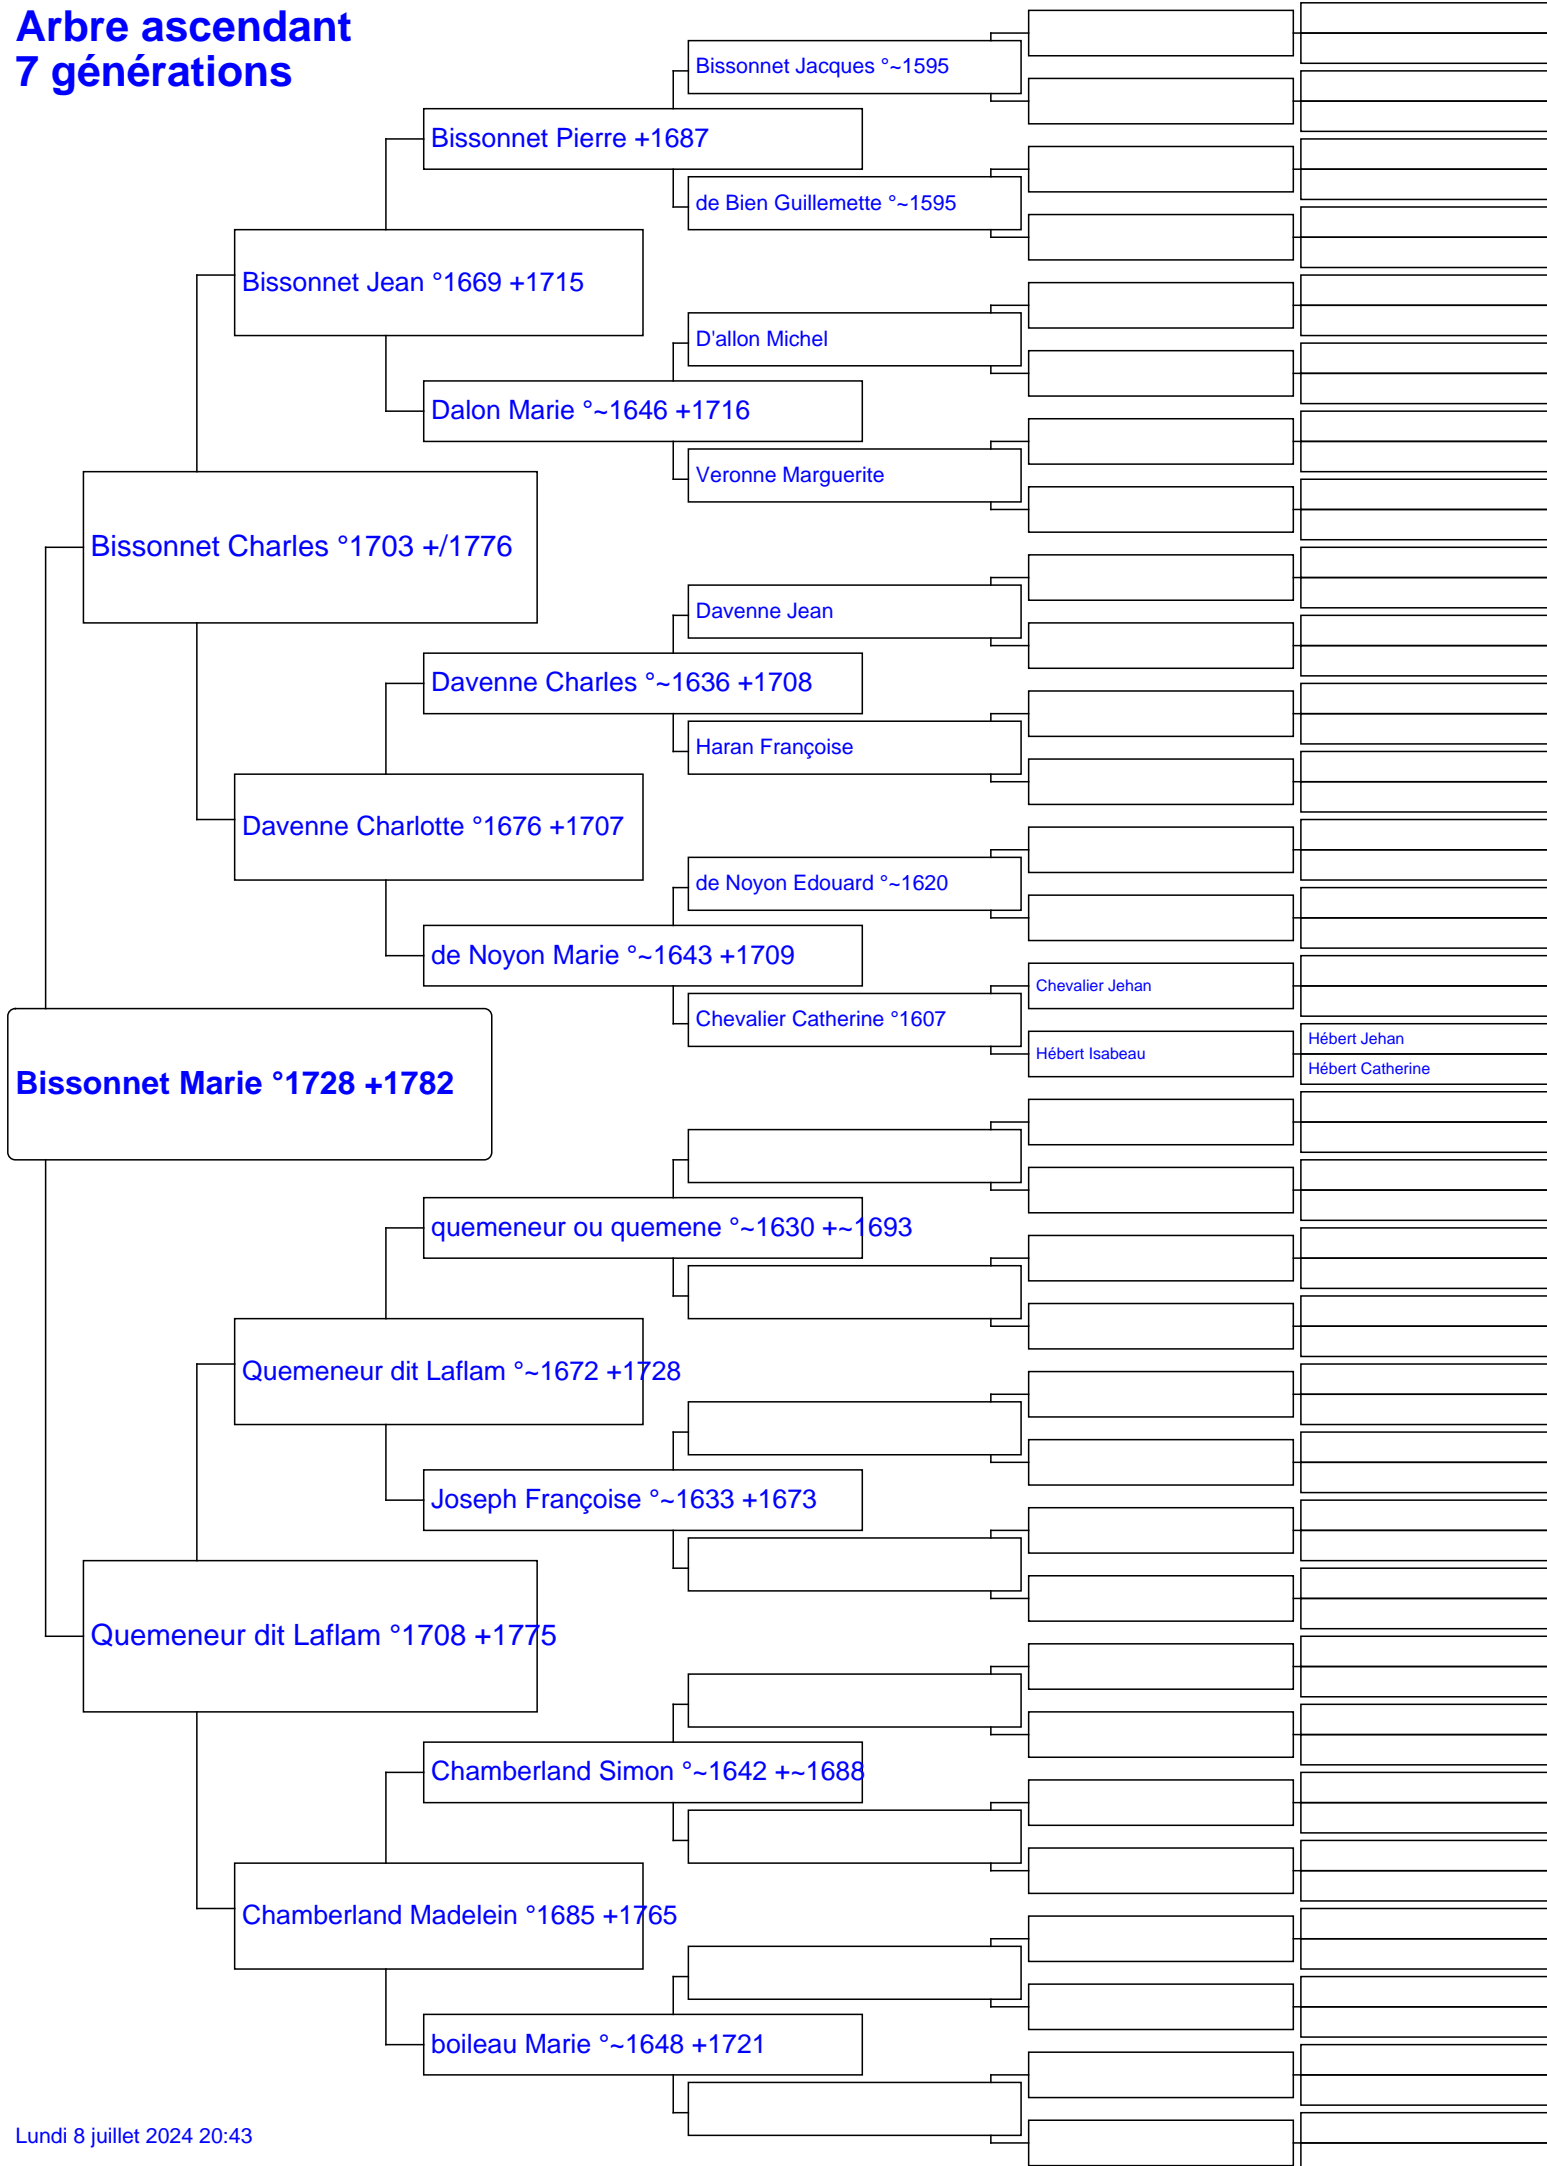 Arbre ascendant
7 générations
Bissonnet Jacques °~1595
Bissonnet Pierre +1687
de Bien Guillemette °~1595
Bissonnet Jean °1669 +1715
D'allon Michel
Dalon Marie °~1646 +1716
Veronne Marguerite
Bissonnet Charles °1703 +/1776
Davenne Jean
Davenne Charles °~1636 +1708
Haran Françoise
Davenne Charlotte °1676 +1707
de Noyon Edouard °~1620
de Noyon Marie °~1643 +1709
Chevalier Jehan
Chevalier Catherine °1607
Hébert Jehan
Hébert Isabeau
Hébert Catherine
Bissonnet Marie °1728 +1782
quemeneur ou quemene °~1630 +~1693
Quemeneur dit Laflam °~1672 +1728
Joseph Françoise °~1633 +1673
Quemeneur dit Laflam °1708 +1775
Chamberland Simon °~1642 +~1688
Chamberland Madelein °1685 +1765
boileau Marie °~1648 +1721
Lundi 8 juillet 2024 20:43